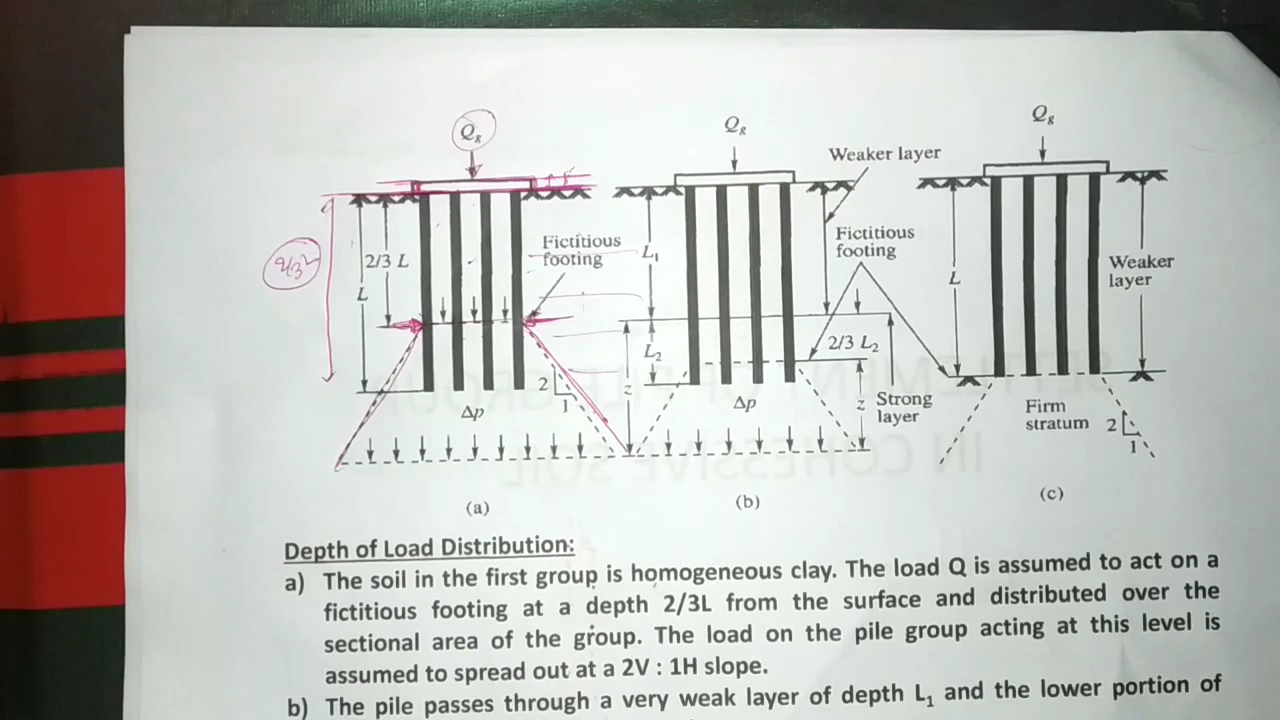 Qg
Qg
Qg
Weaker layer
Fictitious
footing
Fictitious
footing
2/3 L
L
L1
L
Weaker
layer
L2
2/3 L2
2
1
z
Δp
Δp
z
Strong
layer
Firm
stratum
2
1
(a)
(b)
(c)
Depth of Load Distribution:
a) The soil in the first group is homogeneous clay. The load Q is assumed to act on a
fictitious footing at a depth 2/3L from the surface and distributed over the
sectional area of the group. The load on the pile group acting at this level is
assumed to spread out at a 2V : 1H slope.
b) The pile passes through a very weak layer of depth L1 and the lower portion of